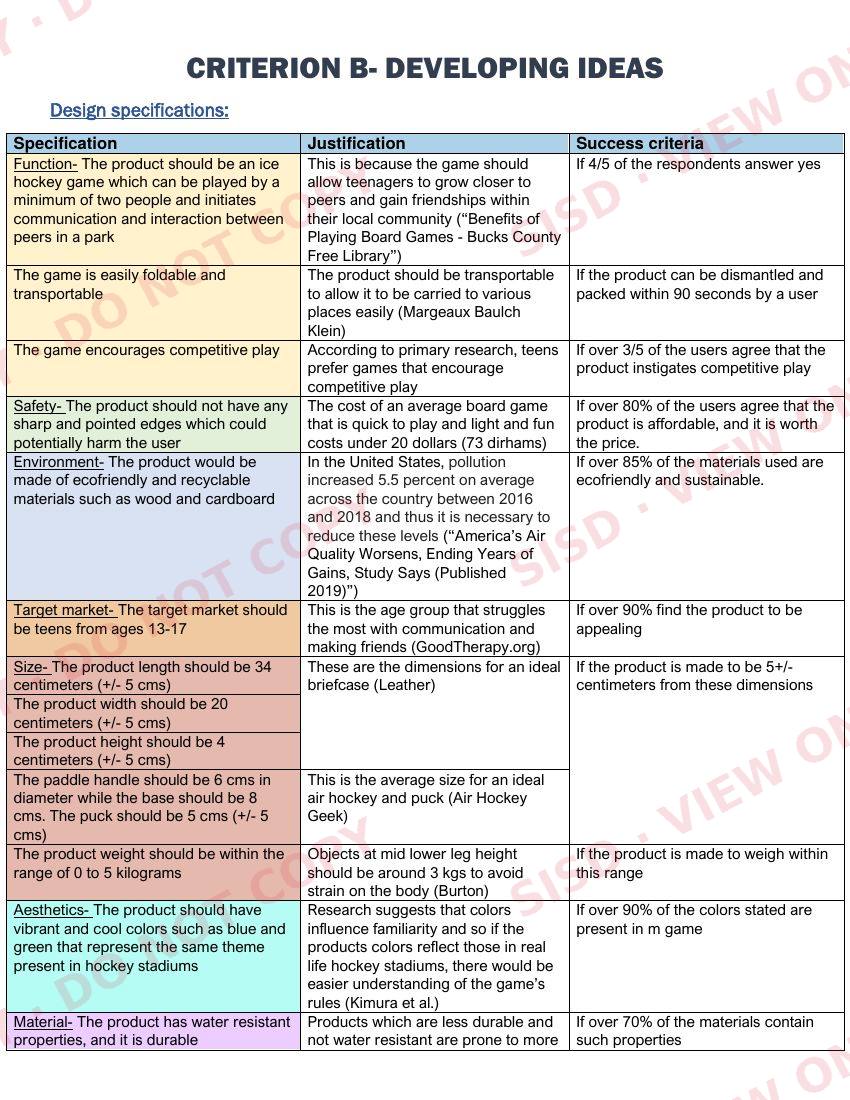 CRITERION B- DEVELOPING IDEAS
Design specifications:
Specification
Justification
Success criteria
Function- The product should be an ice
hockey game which can be played by a
minimum of two people and initiates
communication and interaction between
peers in a park
This is because the game should
allow teenagers to grow closer to
peers and gain friendships within
their local community (“Benefits of
Playing Board Games - Bucks County
Free Library”)
If 4/5 of the respondents answer yes
The game is easily foldable and
transportable
The product should be transportable
to allow it to be carried to various
places easily (Margeaux Baulch
Klein)
If the product can be dismantled and
packed within 90 seconds by a user
The game encourages competitive play
According to primary research, teens
prefer games that encourage
competitive play
If over 3/5 of the users agree that the
product instigates competitive play
Safety- The product should not have any
sharp and pointed edges which could
potentially harm the user
The cost of an average board game
that is quick to play and light and fun
costs under 20 dollars (73 dirhams)
If over 80% of the users agree that the
product is affordable, and it is worth
the price.
Environment- The product would be
made of ecofriendly and recyclable
materials such as wood and cardboard
In the United States, pollution
increased 5.5 percent on average
across the country between 2016
and 2018 and thus it is necessary to
reduce these levels (“America’s Air
Quality Worsens, Ending Years of
Gains, Study Says (Published
2019)”)
If over 85% of the materials used are
ecofriendly and sustainable.
Target market- The target market should
be teens from ages 13-17
This is the age group that struggles
the most with communication and
making friends (GoodTherapy.org)
If over 90% find the product to be
appealing
Size- The product length should be 34
centimeters (+/- 5 cms)
The product width should be 20
centimeters (+/- 5 cms)
The product height should be 4
centimeters (+/- 5 cms)
These are the dimensions for an ideal
briefcase (Leather)
If the product is made to be 5+/-
centimeters from these dimensions
The paddle handle should be 6 cms in
diameter while the base should be 8
cms. The puck should be 5 cms (+/- 5
cms)
This is the average size for an ideal
air hockey and puck (Air Hockey
Geek)
The product weight should be within the
range of 0 to 5 kilograms
Objects at mid lower leg height
should be around 3 kgs to avoid
strain on the body (Burton)
If the product is made to weigh within
this range
Aesthetics- The product should have
vibrant and cool colors such as blue and
green that represent the same theme
present in hockey stadiums
Research suggests that colors
influence familiarity and so if the
products colors reflect those in real
life hockey stadiums, there would be
easier understanding of the game’s
rules (Kimura et al.)
If over 90% of the colors stated are
present in m game
Material- The product has water resistant
properties, and it is durable
Products which are less durable and
not water resistant are prone to more
If over 70% of the materials contain
such properties
SISD · VIEW ON
SISD · VIEW ON
SISD · VIEW ON
· DO NOT COPY
· DO NOT COPY
· DO NOT COPY